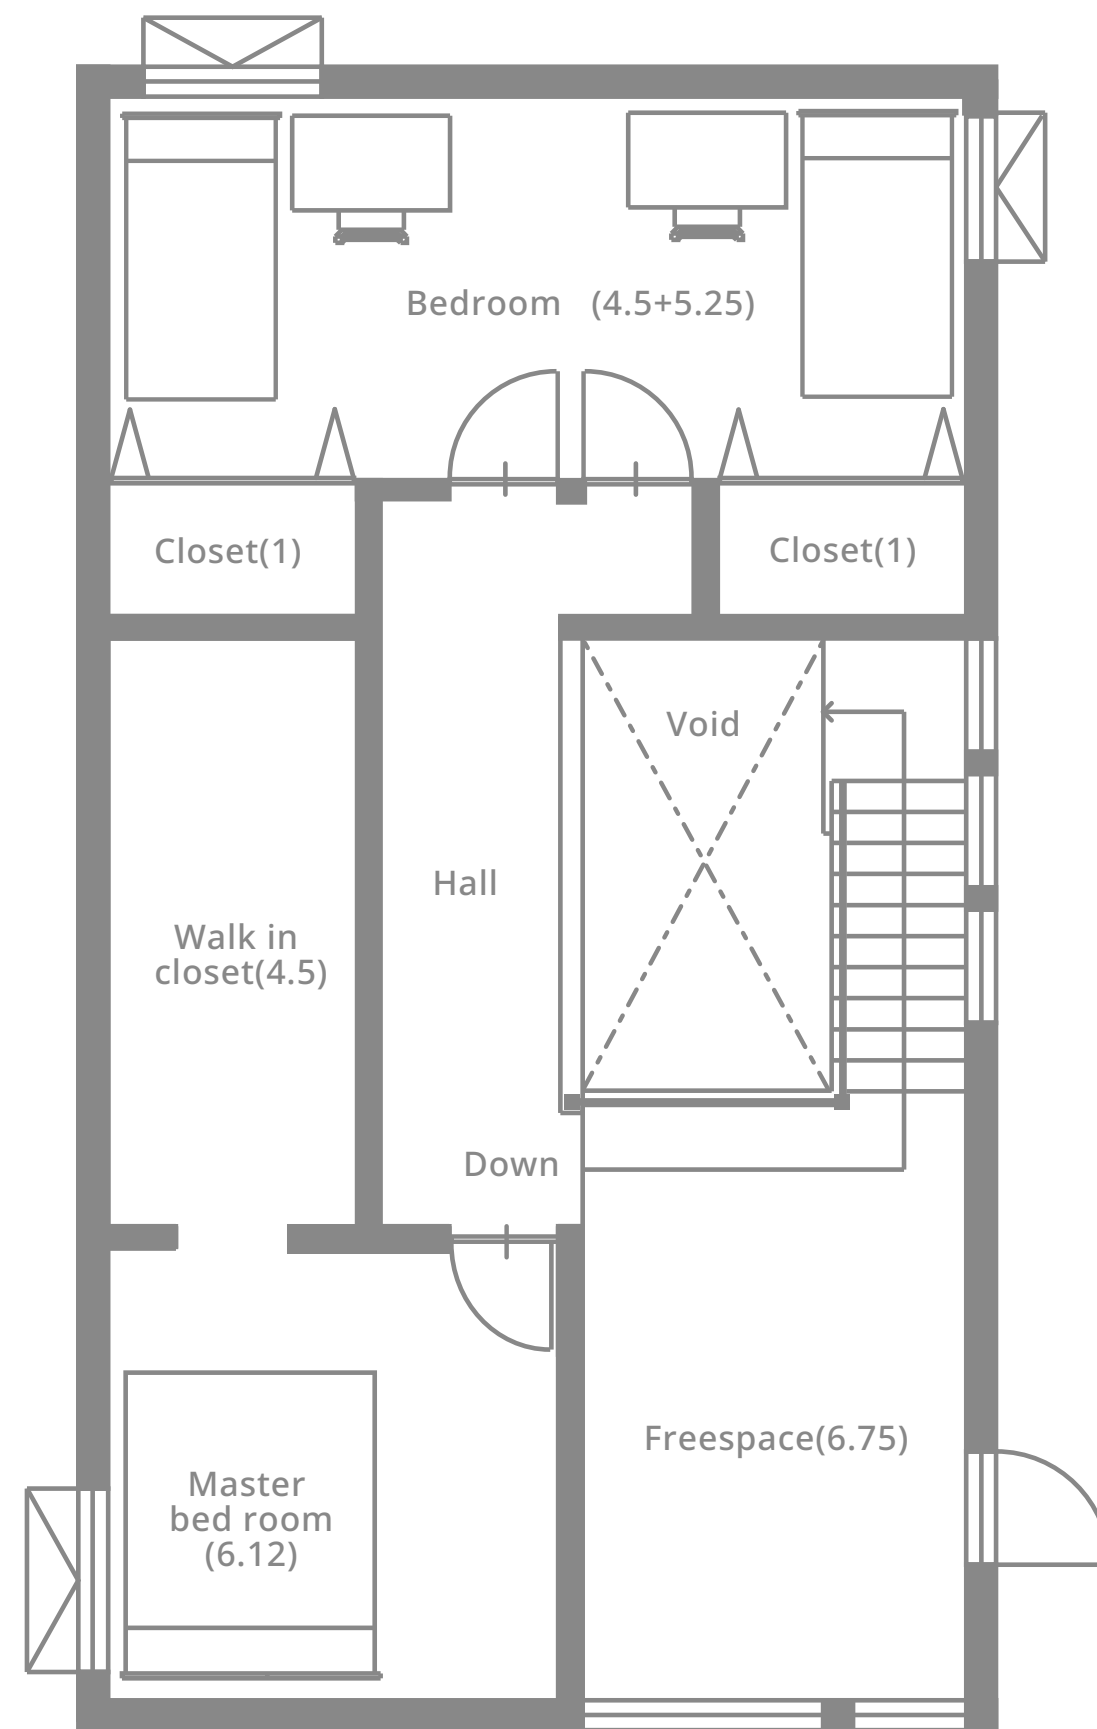 Bedroom (4.5+5.25)
Closet(1)
Closet(1)
Void
Hall
Walk in
closet(4.5)
Down
Freespace(6.75)
Master
bed room
(6.12)